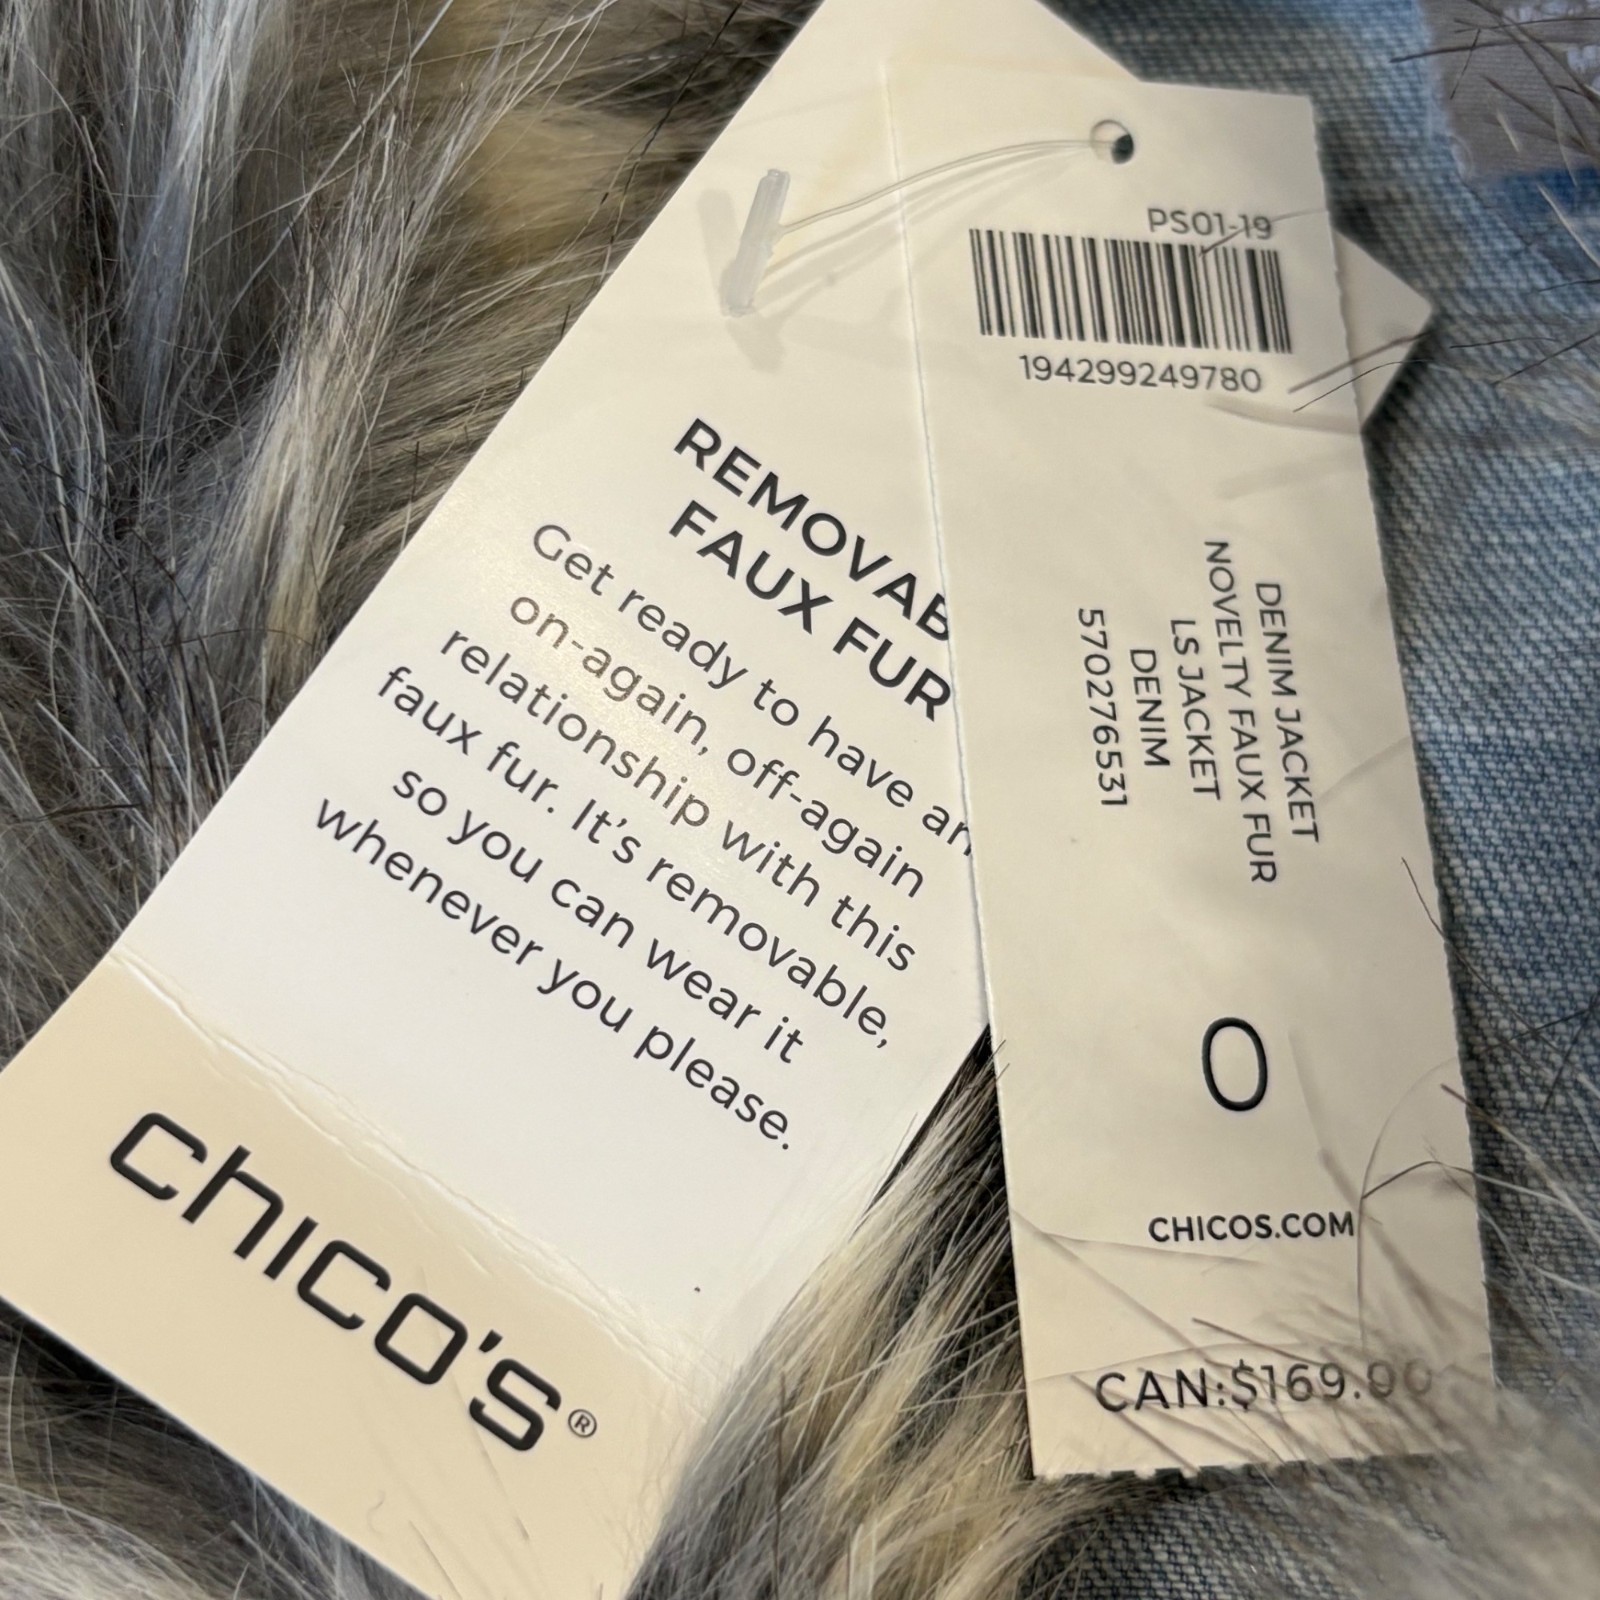 REMOVAB
FAUX FUR
Get ready to have an
on-again, off-again
relationship with this
faux fur. It's removable,
so you can wear it
whenever you please.
chico's®
PS01-19
194299249780
DENIM JACKET
NOVELTY FAUX FUR
LS JACKET
DENIM
570276531
0
CHICOS.COM
CAN:$169.00